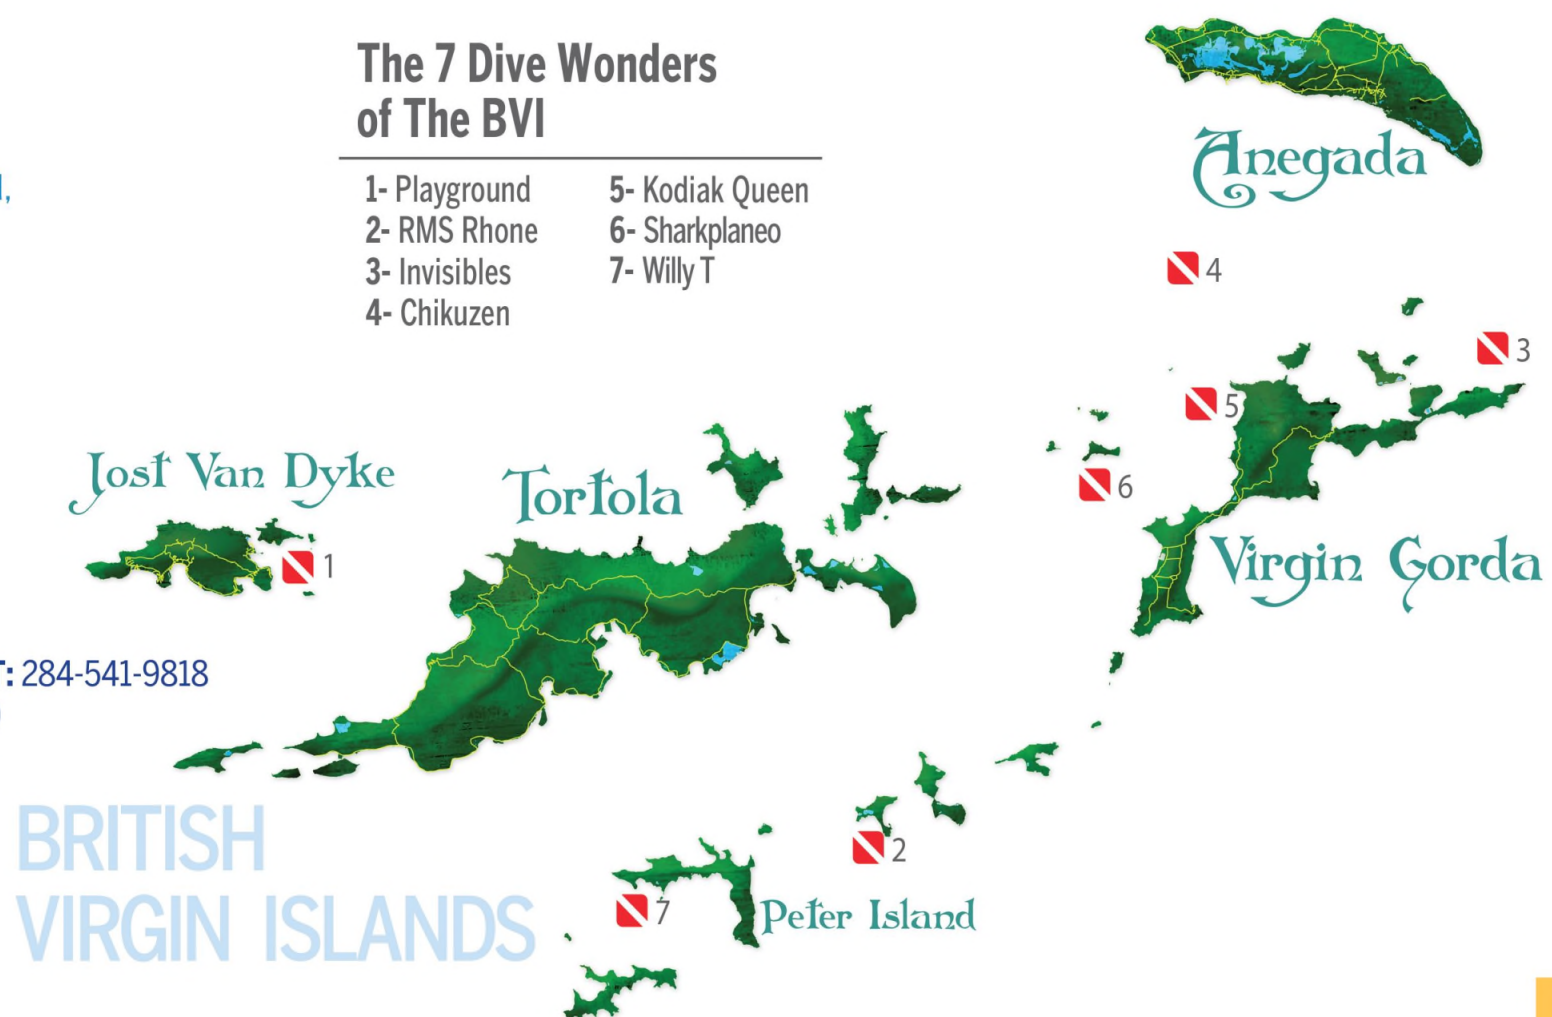 The 7 Dive Wonders
of The BVI
1- Playground
2- RMS Rhone
3- Invisibles
4- Chikuzen
5- Kodiak Queen
6- Sharkplaneo
7- Willy T
Anegada
4
3
5
6
Jost Van Dyke
Tortola
1
Virgin Gorda
T: 284-541-9818
BRITISH
VIRGIN ISLANDS
2
7
Peter Island